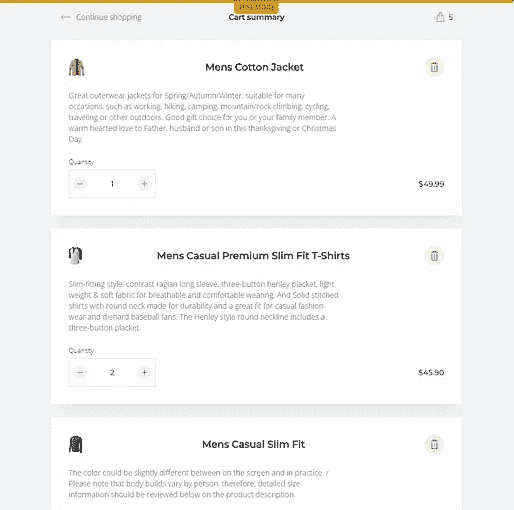 Continue shopping
Cart summary
5
Mens Cotton Jacket
Great outerwear jackets for Spring/Autumn/Winter, suitable for many
occasions, such as working, hiking, camping, mountain/rock climbing, cycling,
traveling or other outdoors. Good gift choice for you or your family member. A
warm hearted love to Father, husband or son in this thanksgiving or Christmas
Day.
Quantity
1
$49.99
Mens Casual Premium Slim Fit T-Shirts
Slim-fitting style, contrast raglan long sleeve, three-button henley placket, light
weight & soft fabric for breathable and comfortable wearing. And Solid stitched
shirts with round neck made for durability and a great fit for casual fashion
wear and diehard baseball fans. The Henley style round neckline includes a
three-button placket.
Quantity
2
$45.90
Mens Casual Slim Fit
The color could be slightly different between on the screen and in practice. /
Please note that body builds vary by person, therefore, detailed size
information should be reviewed below on the product description.